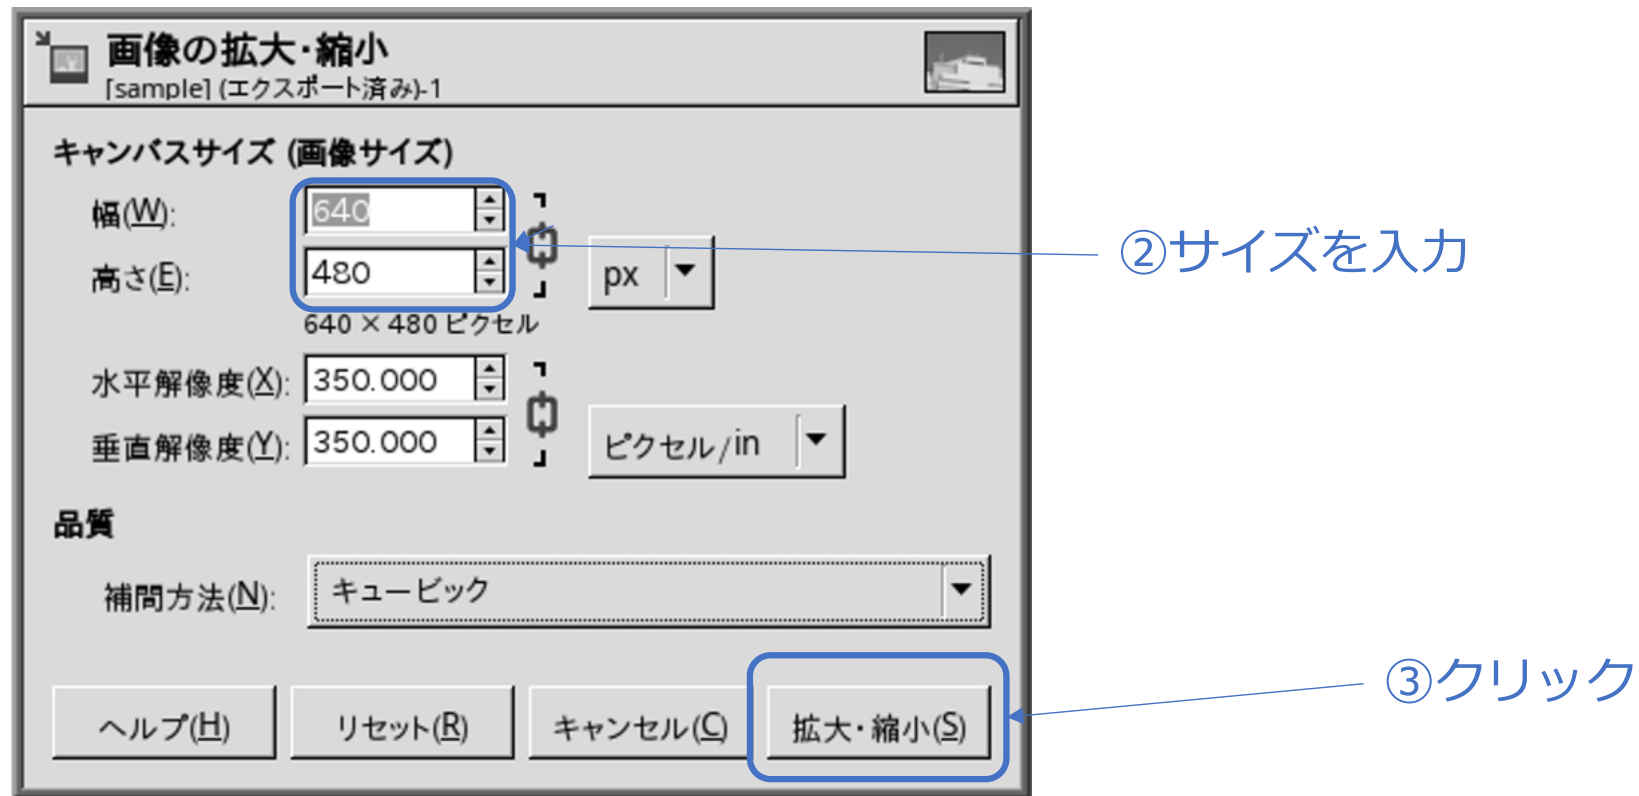 画像の拡大・縮小
[sample] (エクスポート済み)-1
キャンバスサイズ (画像サイズ)
幅(W): 640
高さ(E): 480
px
②サイズを入力
640 × 480 ピクセル
水平解像度(X): 350.000
垂直解像度(Y): 350.000
ピクセル/in
品質
補間方法(N): キュービック
③クリック
ヘルプ(H) リセット(R) キャンセル(C) 拡大・縮小(S)